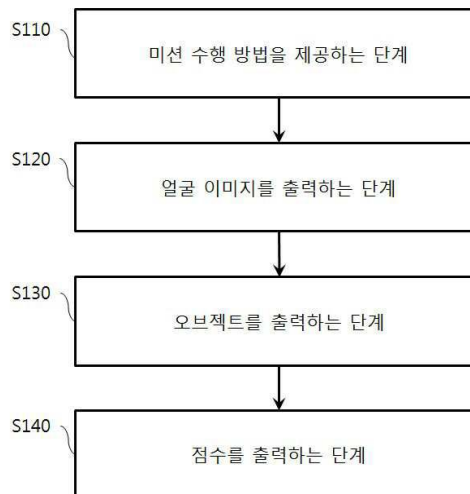 S110
미션 수행 방법을 제공하는 단계
S120
얼굴 이미지를 출력하는 단계
S130
오브젝트를 출력하는 단계
S140
점수를 출력하는 단계